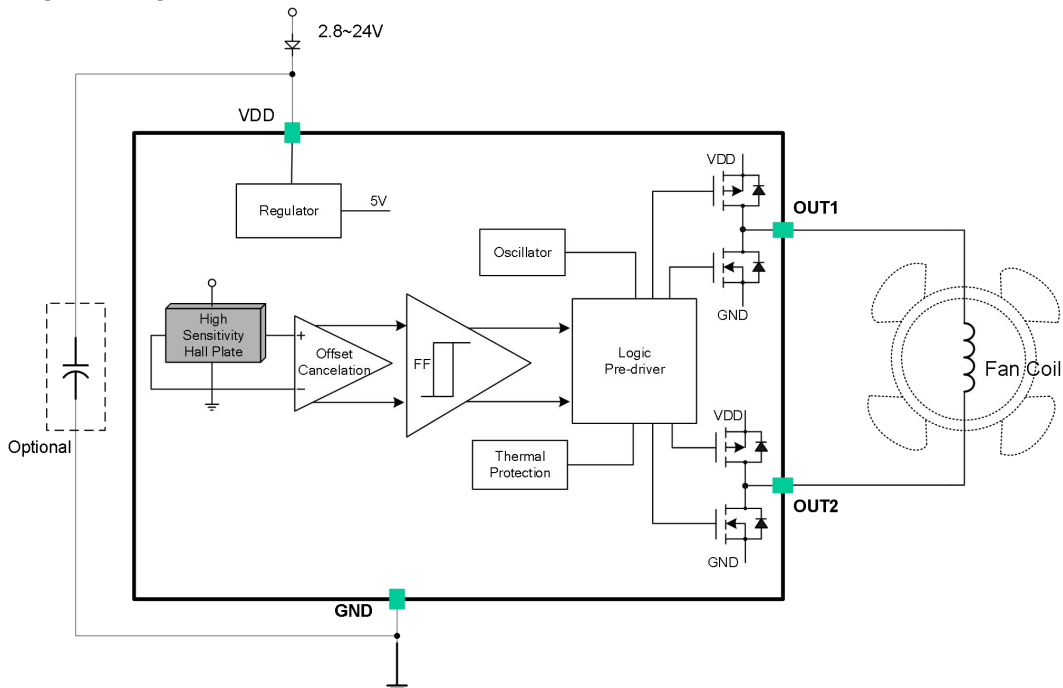 2.8~24V
VDD
Regulator
5V
VDD
OUT1
Oscillator
GND
High
Sensitivity
Hall Plate
+
−
Offset
Cancelation
FF
Logic
Pre-driver
Fan Coil
VDD
Optional
Thermal
Protection
OUT2
GND
GND